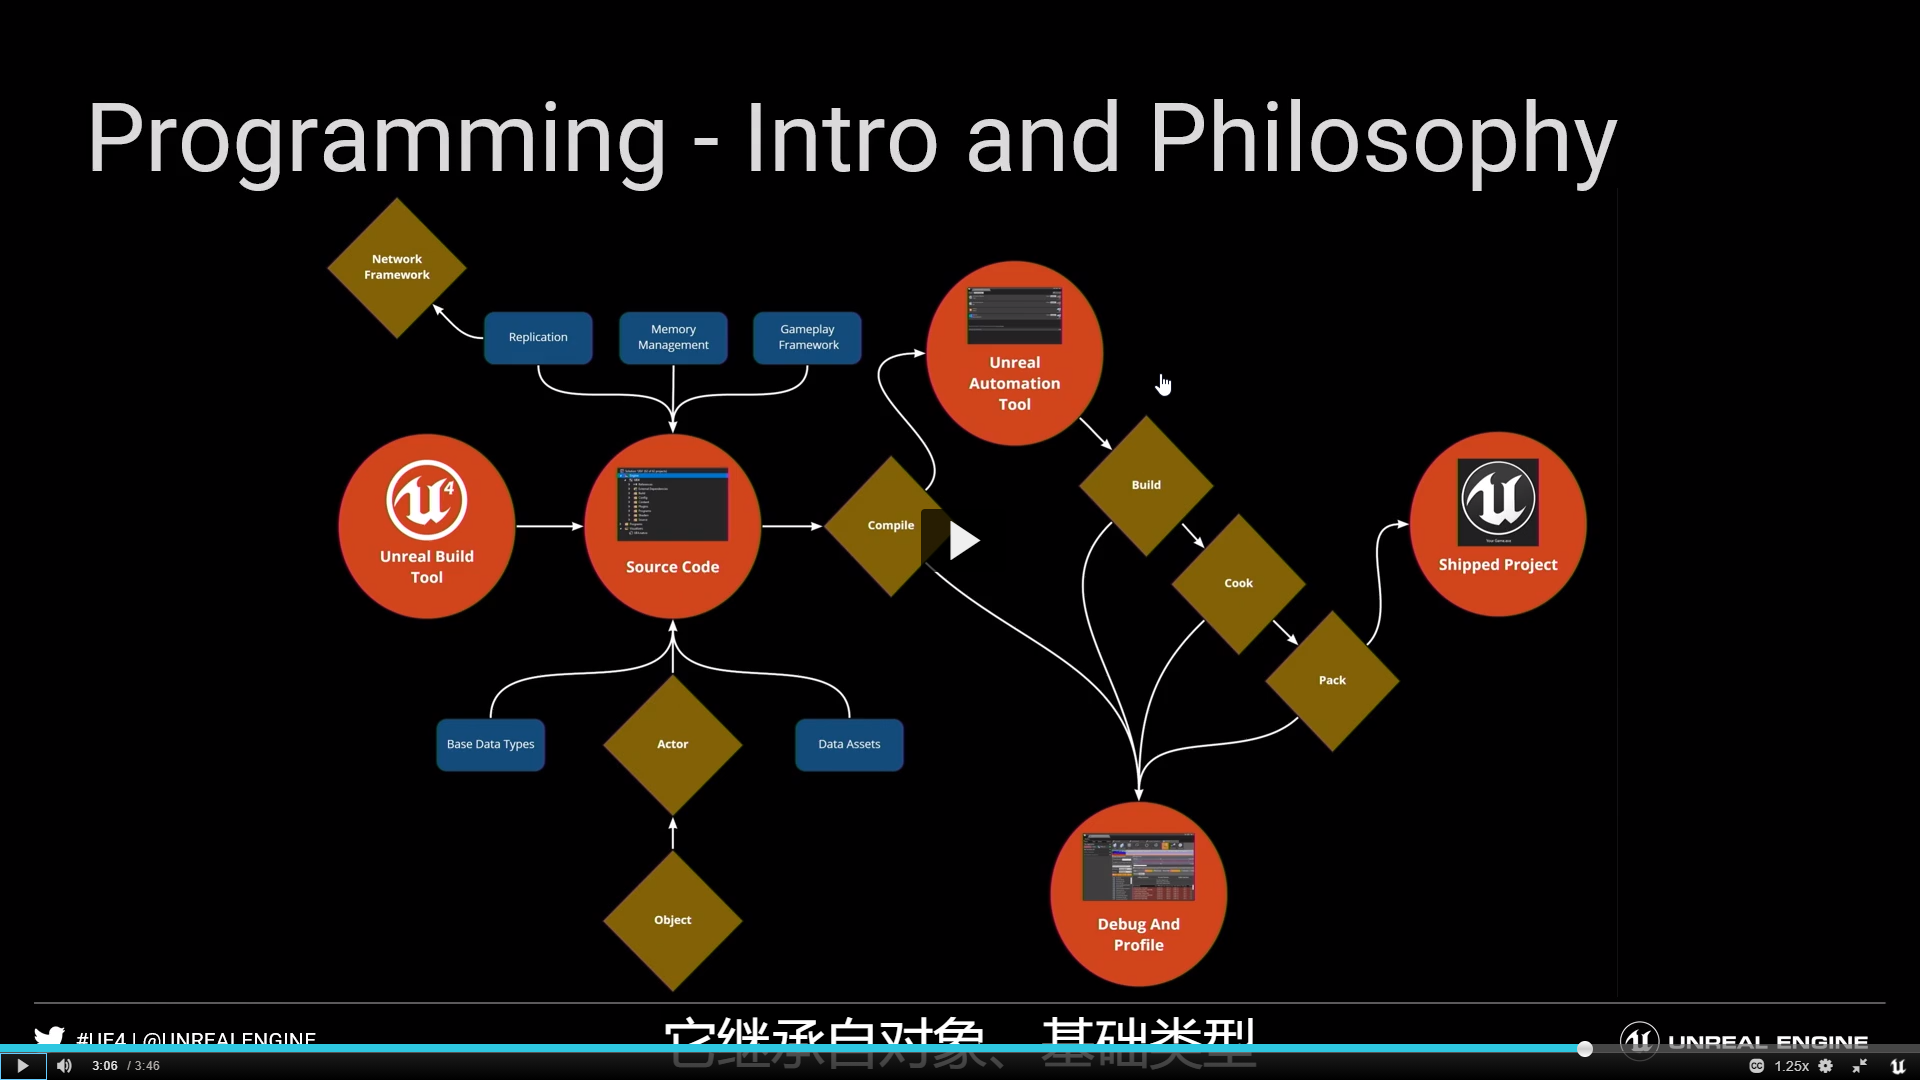 Programming - Intro and Philosophy
Network
Framework
Replication
Memory
Management
Gameplay
Framework
Unreal
Automation
Tool
Unreal Build
Tool
Source Code
Compile
Build
Cook
Pack
Shipped Project
Base Data Types
Actor
Data Assets
Object
Debug And
Profile
#UE4 | @UNREALENGINE
它继承自对象、基础类型
UNREAL ENGINE
3:06 / 3:46
CC
1.25x